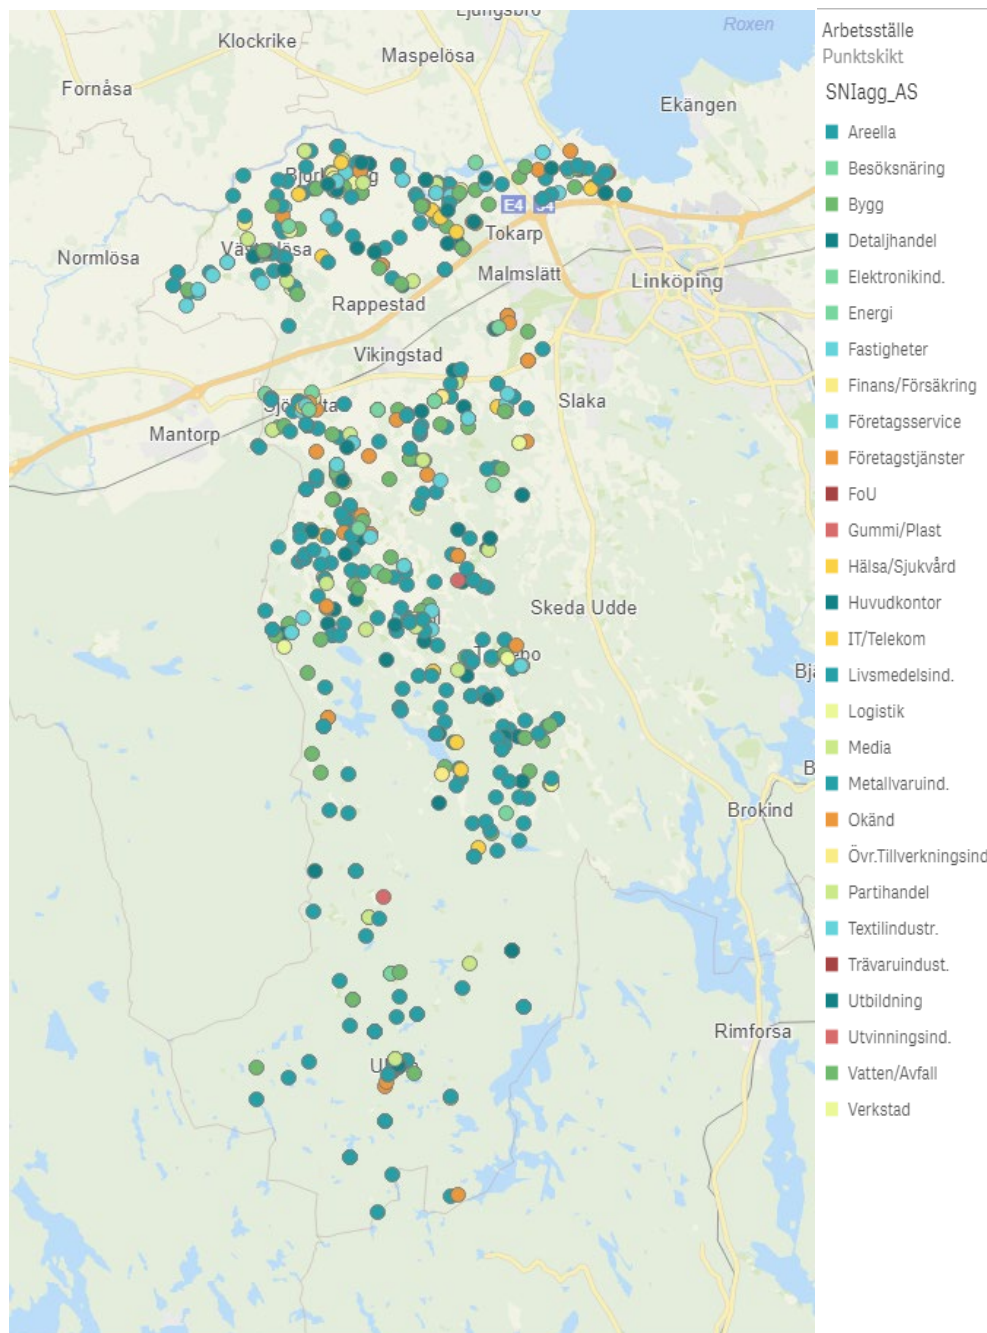 Ljungsbro
Roxen
Klockrike
Maspelösa
Fornåsa
Ekängen
E4
Tokarp
Normlösa
Malmslätt
Linköping
Rappestad
Vikingstad
Slaka
Mantorp
Skeda Udde
Brokind
Rimforsa
Arbetsställe
Punktskikt
SNIagg_AS
Areella
Besöksnäring
Bygg
Detaljhandel
Elektronikind.
Energi
Fastigheter
Finans/Försäkring
Företagsservice
Företagstjänster
FoU
Gummi/Plast
Hälsa/Sjukvård
Huvudkontor
IT/Telekom
Livsmedelsind.
Logistik
Media
Metallvaruind.
Okänd
Övr.Tillverkningsind
Partihandel
Textilindustr.
Trävaruindust.
Utbildning
Utvinningsind.
Vatten/Avfall
Verkstad